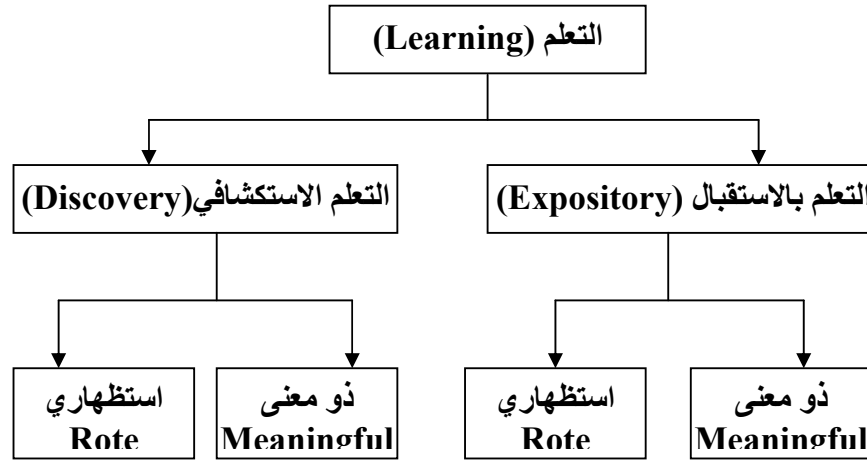 التعلم (Learning)
التعلم بالاستقبال (Expository)
التعلم الاستكشافي(Discovery)
ذو معنى
Meaningful
استظهاري
Rote
ذو معنى
Meaningful
استظهاري
Rote